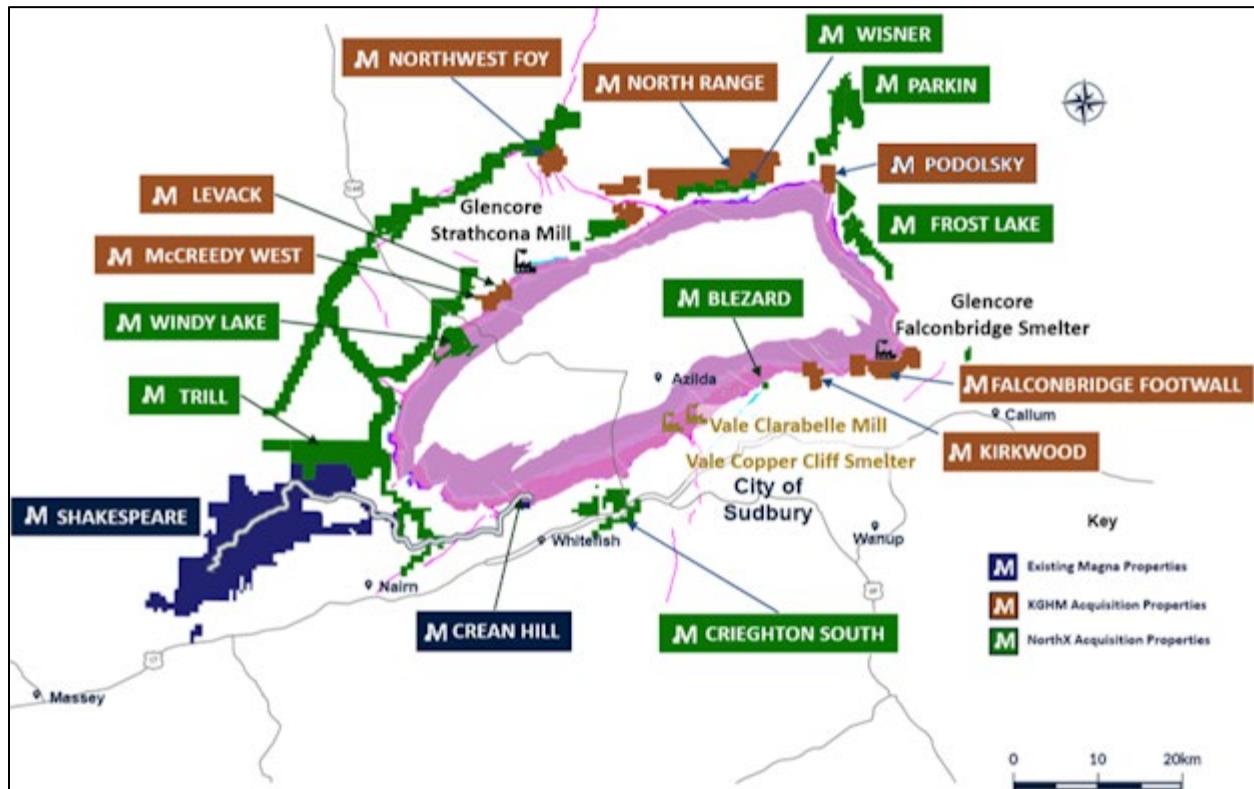 WISNER
NORTHWEST FOY
NORTH RANGE
PARKIN
PODOLSKY
LEVACK
Glencore
Strathcona Mill
FROST LAKE
McCREEDY WEST
BLEZARD
Glencore
Falconbridge Smelter
WINDY LAKE
Azilda
FALCONBRIDGE FOOTWALL
TRILL
Callum
Vale Clarabelle Mill
KIRKWOOD
Vale Copper Cliff Smelter
City of
Sudbury
SHAKESPEARE
Key
Whitefish
Wanup
Existing Magna Properties
Nairn
KGHM Acquisition Properties
CREAN HILL
CRIEGHTON SOUTH
NorthX Acquisition Properties
17
Massey
0 10 20km